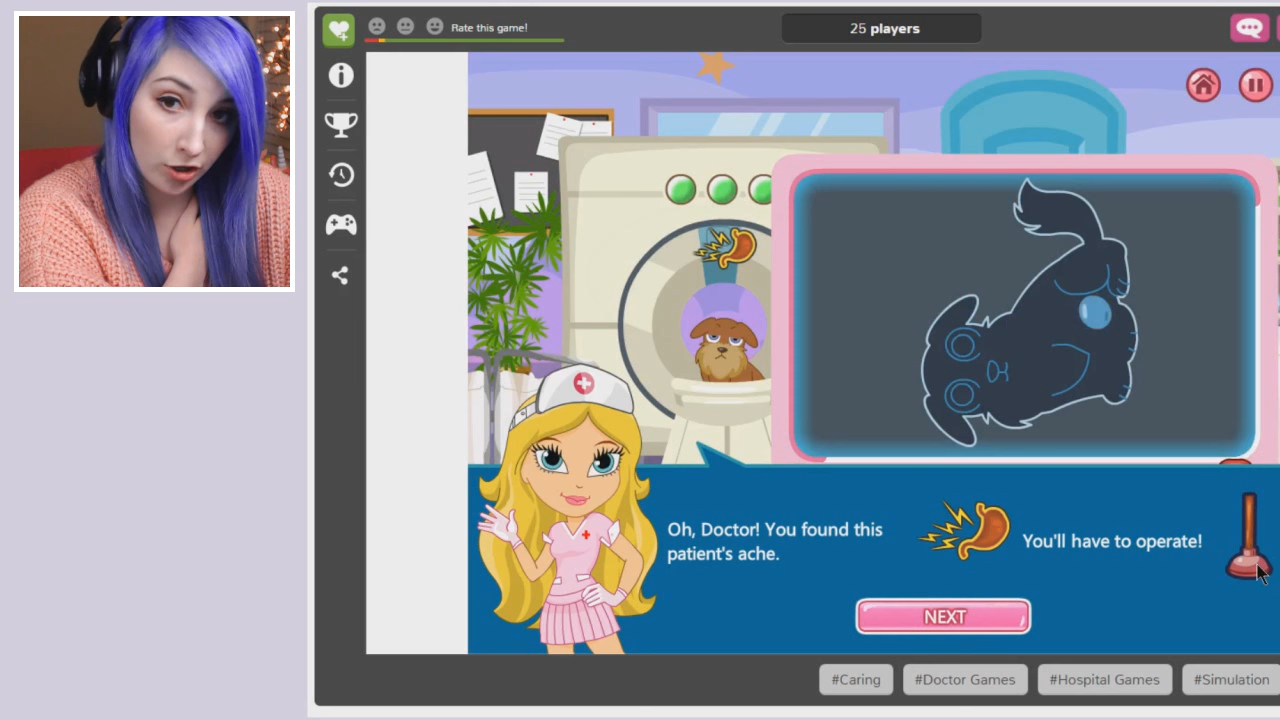 Rate this game!
25 players
Oh, Doctor! You found this
patient's ache.
You'll have to operate!
NEXT
#Caring
#Doctor Games
#Hospital Games
#Simulation